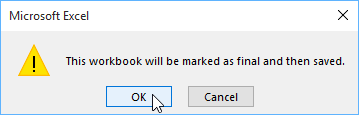 Microsoft Excel
This workbook will be marked as final and then saved.
OK
Cancel